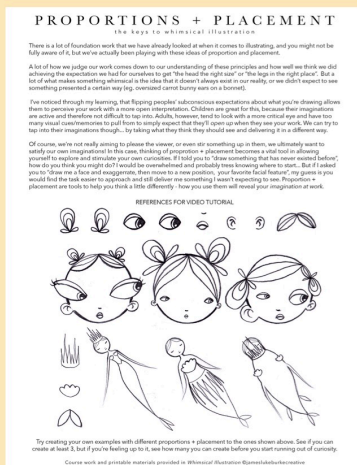 PROPORTIONS + PLACEMENT
the keys to whimsical illustration
There is a lot of foundation work that we have already looked at when it comes to illustrating, and you might not be
fully aware of it, but we've actually been playing with these ideas of proportion and placement.
A lot of how we judge our work comes down to our understanding of these principles and how well we think we did
achieving the expectation we had for ourselves to get "the head the right size" or "the legs in the right place". But a
lot of what makes something whimsical is the idea that it doesn't always exist in our reality, or we didn't expect to see
something presented a certain way (eg. oversized carrot bunny ears on a bonnet).
I've noticed through my learning, that flipping peoples' subconscious expectations about what you're drawing allows
them to perceive your work with a more open interpretation. Children are great for this, because their imaginations
are active and therefore not difficult to tap into. Adults, however, tend to look with a more critical eye and have too
many visual cues/memories to pull from to simply expect that they'll open up when they see your work. We can try to
tap into their imaginations though... by taking what they think they should see and delivering it in a different way.
Of course, we're not really aiming to please the viewer, or even stir something up in them, we ultimately want to
satisfy our own imaginations! In this case, thinking of proprotion + placement becomes a vital tool in allowing
yourself to explore and stimulate your own curiosities. If I told you to "draw something that has never existed before",
how do you think you might do? I would be overwhelmed and probably tress knowing where to start... But if I asked
you to "draw me a face and exaggerate, then move to a new position, your favorite facial feature", my guess is you
would find the task easier to approach and still deliver me something I wasn't expecting to see. Proportion +
placement are tools to help you think a little differently - how you use them will reveal your imagination at work.
REFERENCES FOR VIDEO TUTORIAL
Try creating your own examples with different proportions + placement to the ones shown above. See if you can
create at least 3, but if you're feeling up to it, see how many you can create before you start running out of curiosity.
Course work and printable materials provided in Whimsical Illustration @jameslukeburkecreative